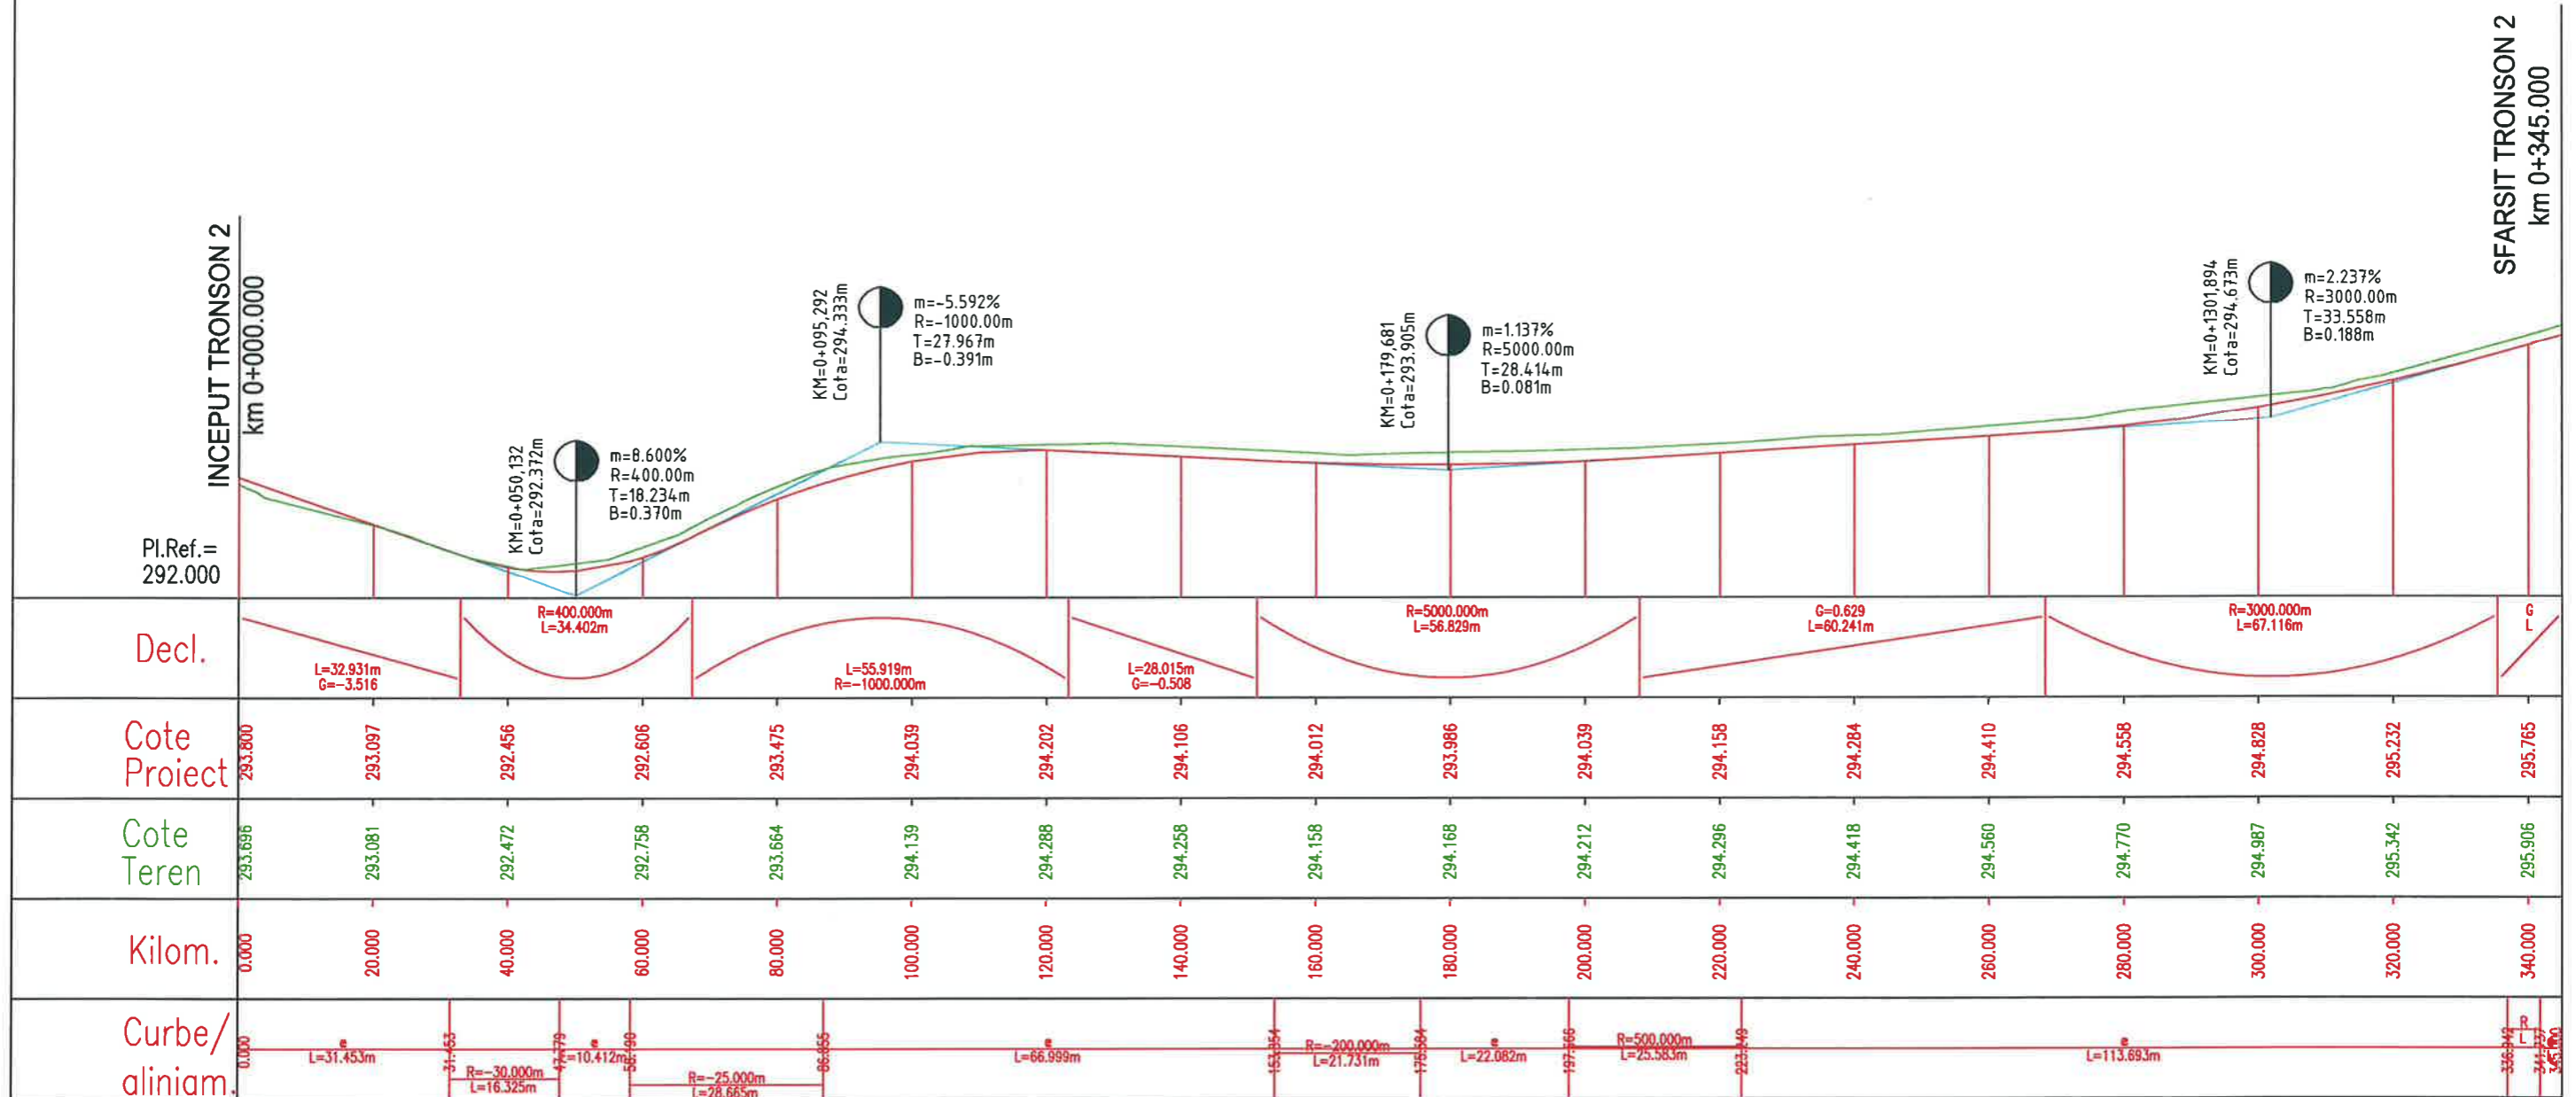 INCEPUT TRONSON 2
km 0+000.000
SFARSIT TRONSON 2
km 0+345.000
KM=0+050,132
Cota=292.372m
m=8.600%
R=400.00m
T=18.234m
B=0.370m
KM=0+095,292
Cota=294.333m
m=-5.592%
R=-1000.00m
T=27.967m
B=-0.391m
KM=0+179,681
Cota=293.905m
m=1.137%
R=5000.00m
T=28.414m
B=0.081m
KM=0+1301,894
Cota=294.673m
m=2.237%
R=3000.00m
T=33.558m
B=0.188m
Pl.Ref.=
292.000
Decl.
L=32.931m
G=-3.516
R=400.000m
L=34.402m
L=55.919m
R=-1000.000m
L=28.015m
G=-0.508
R=5000.000m
L=56.829m
G=0.629
L=60.241m
R=3000.000m
L=67.116m
G
L
Cote
Proiect
293.800
293.097
292.456
292.606
293.475
294.039
294.202
294.106
294.012
293.986
294.039
294.158
294.284
294.410
294.558
294.828
295.232
295.765
Cote
Teren
293.696
293.081
292.472
292.758
293.664
294.139
294.288
294.258
294.158
294.168
294.212
294.296
294.418
294.560
294.770
294.987
295.342
295.906
Kilom.
0.000
20.000
40.000
60.000
80.000
100.000
120.000
140.000
160.000
180.000
200.000
220.000
240.000
260.000
280.000
300.000
320.000
340.000
Curbe/
aliniam.
0.000
L=31.453m
31.453
R=-30.000m
L=16.325m
L=10.412m
R=-25.000m
L=28.665m
86.855
L=66.999m
R=-200.000m
L=21.731m
L=22.082m
R=500.000m
L=25.583m
223.249
L=113.693m
R
L